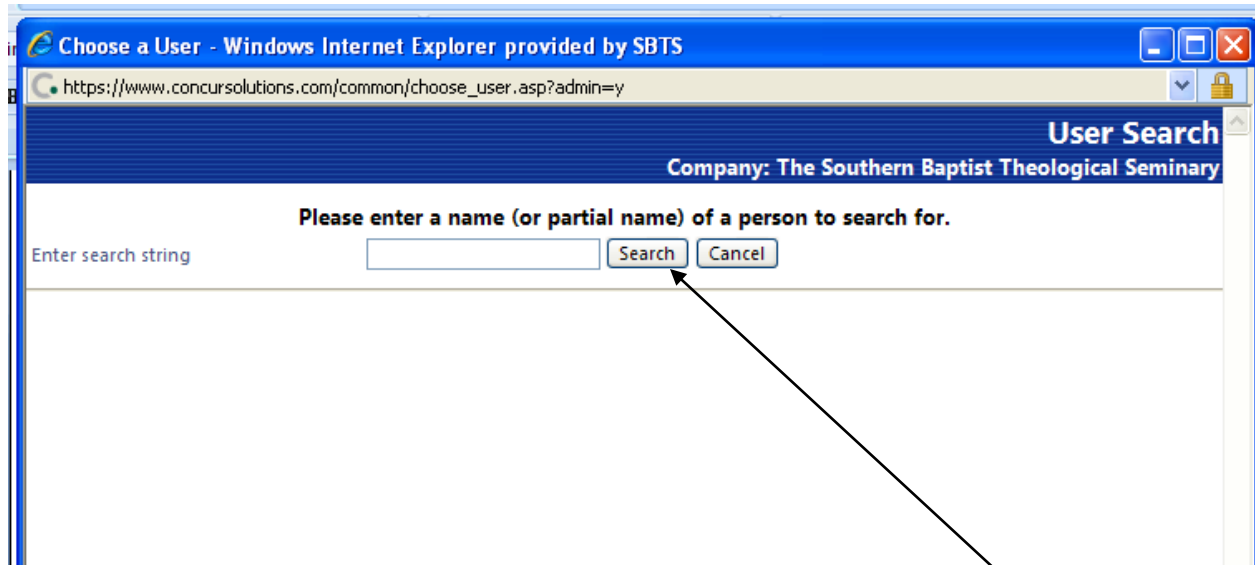 Choose a User - Windows Internet Explorer provided by SBTS
https://www.concursolutions.com/common/choose_user.asp?admin=y
User Search
Company: The Southern Baptist Theological Seminary
Please enter a name (or partial name) of a person to search for.
Enter search string Search Cancel